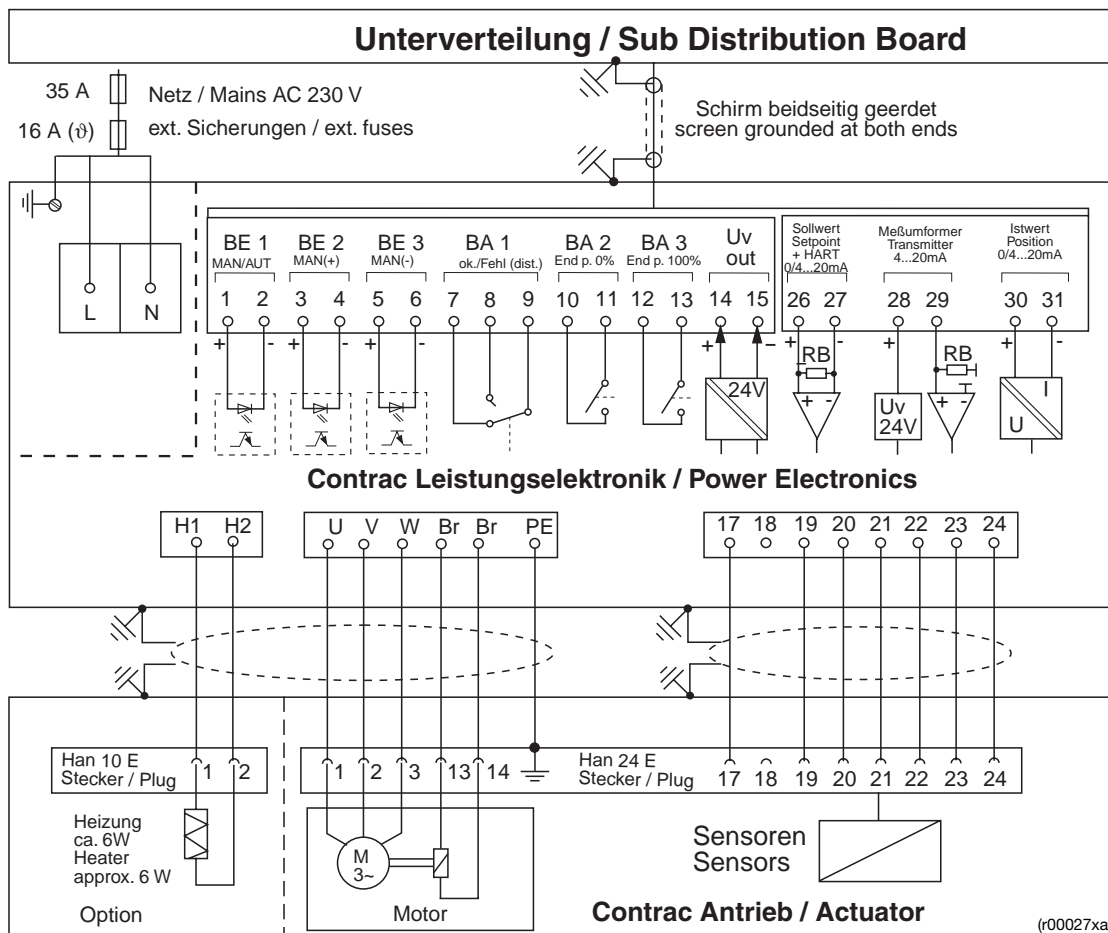 Unterverteilung / Sub Distribution Board
35 A
Netz / Mains AC 230 V
16 A (ϑ)
ext. Sicherungen / ext. fuses
Schirm beidseitig geerdet
screen grounded at both ends
L N
BE 1 BE 2 BE 3 BA 1 BA 2 BA 3 Uv
MAN/AUT MAN(+) MAN(-) ok./Fehl (dist.) End p. 0% End p. 100% out
Sollwert
Setpoint
+ HART
0/4...20mA
Meßumformer
Transmitter
4...20mA
Istwert
Position
0/4...20mA
1 2 3 4 5 6 7 8 9 10 11 12 13 14 15 26 27 28 29 30 31
+ - + - + - + - + - + + -
RB RB
24V
+ -
Uv
24V
+ -
I
U
Contrac Leistungselektronik / Power Electronics
H1 H2 U V W Br Br PE 17 18 19 20 21 22 23 24
Han 10 E
Stecker / Plug
1 2
1 2 3 13 14
Han 24 E
Stecker / Plug
17 18 19 20 21 22 23 24
Heizung
ca. 6W
Heater
approx. 6 W
Option
M
3~
Motor
Sensoren
Sensors
Contrac Antrieb / Actuator
(r00027xa